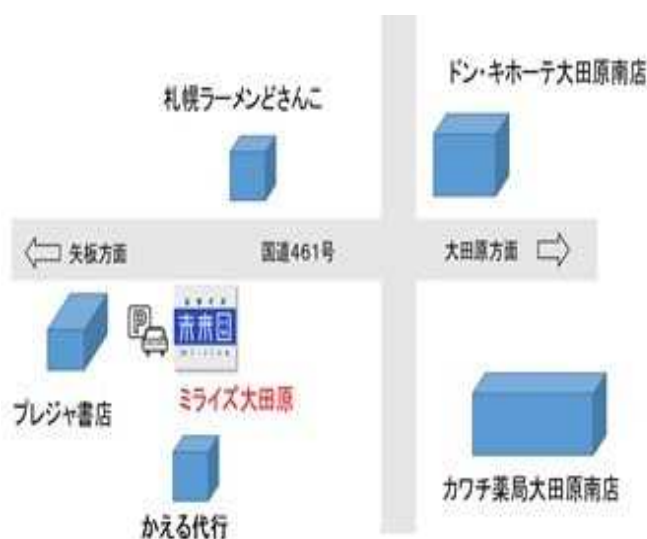 ドン・キホーテ大田原南店
札幌ラーメンどさんこ
矢板方面
国道461号
大田原方面
P
未来図
ミライズ大田原
プレジャ書店
カワチ薬局大田原南店
かえる代行